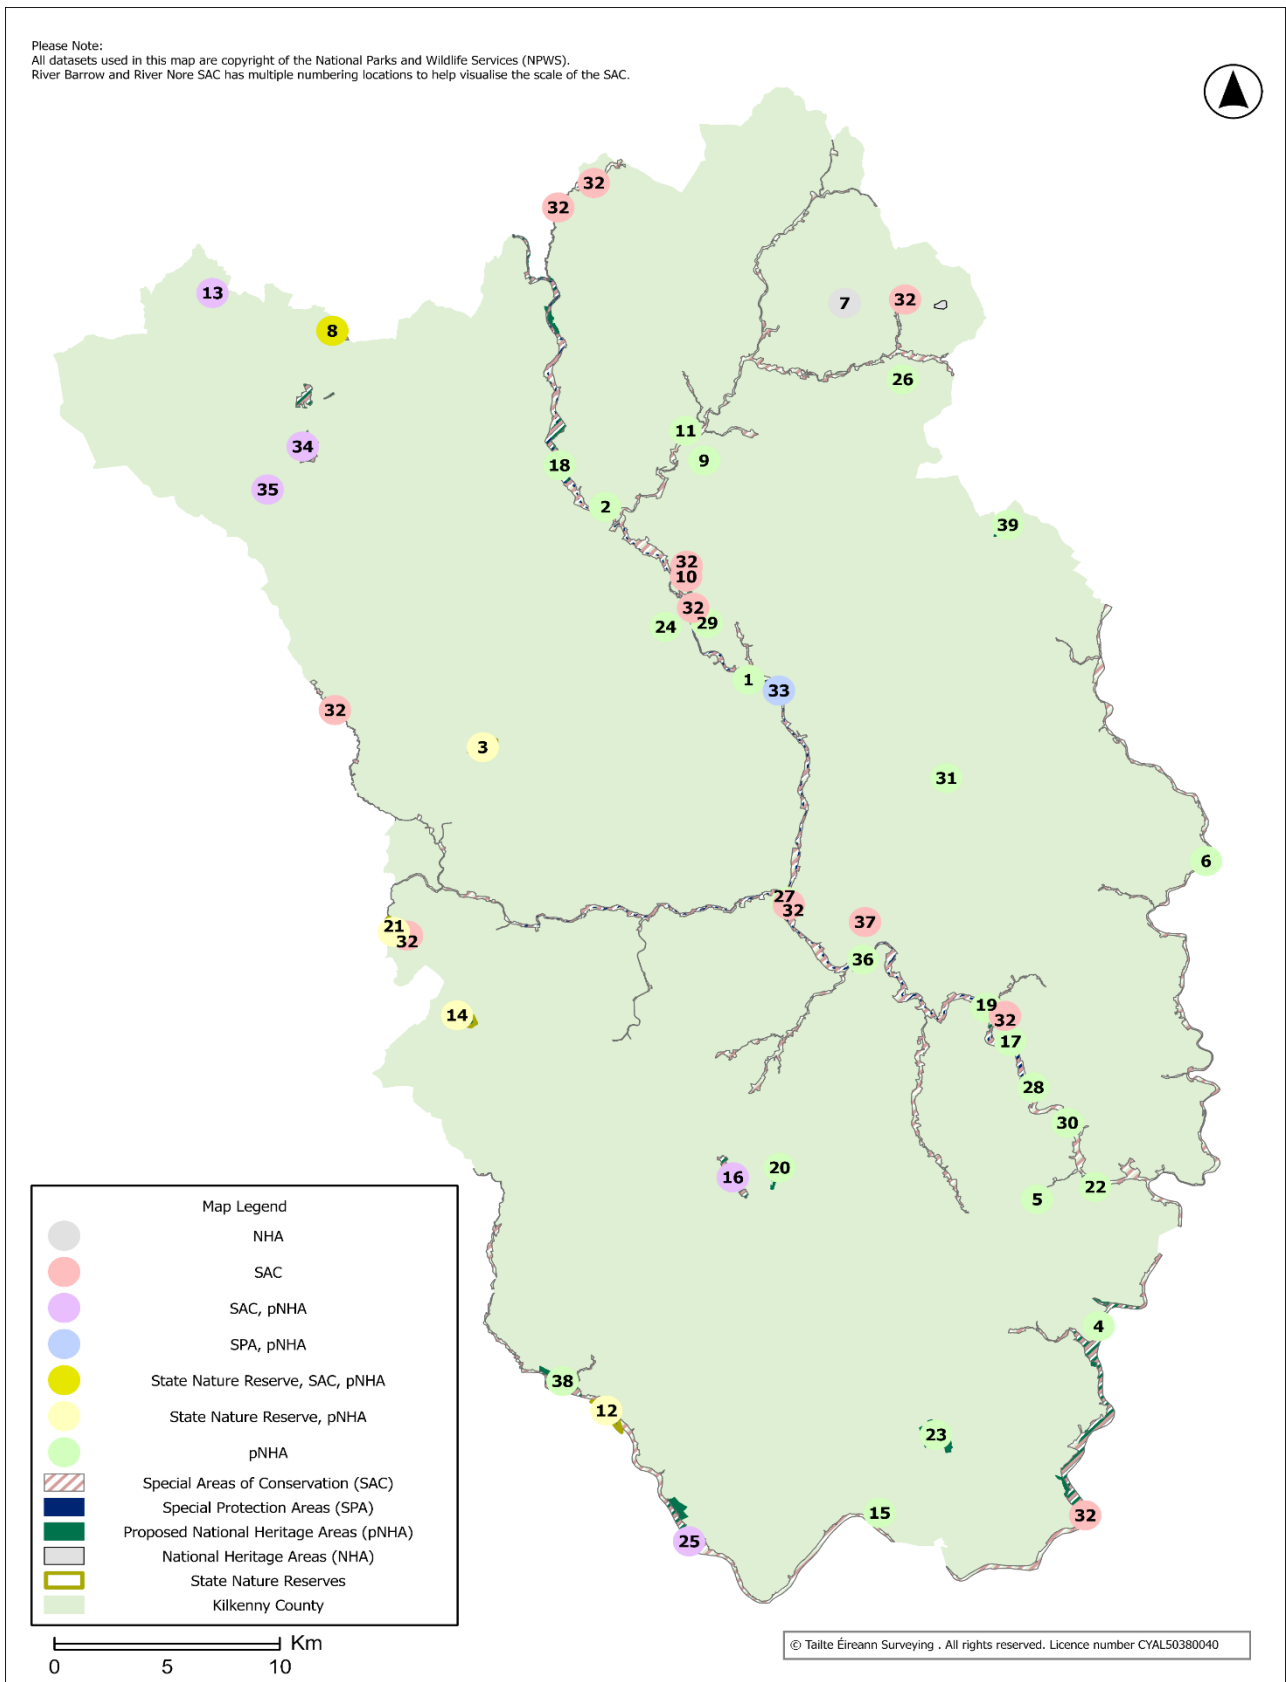 Please Note:
All datasets used in this map are copyright of the National Parks and Wildlife Services (NPWS).
River Barrow and River Nore SAC has multiple numbering locations to help visualise the scale of the SAC.
32
32
13
7
32
8
26
11
34
9
18
35
2
39
32
10
32
29
24
1
33
32
3
31
6
27
32
37
21
32
36
19
14
32
17
28
30
20
16
22
5
4
38
12
23
15
32
25
Map Legend
NHA
SAC
SAC, pNHA
SPA, pNHA
State Nature Reserve, SAC, pNHA
State Nature Reserve, pNHA
pNHA
Special Areas of Conservation (SAC)
Special Protection Areas (SPA)
Proposed National Heritage Areas (pNHA)
National Heritage Areas (NHA)
State Nature Reserves
Kilkenny County
Km
0 5 10
© Tailte Éireann Surveying . All rights reserved. Licence number CYAL50380040